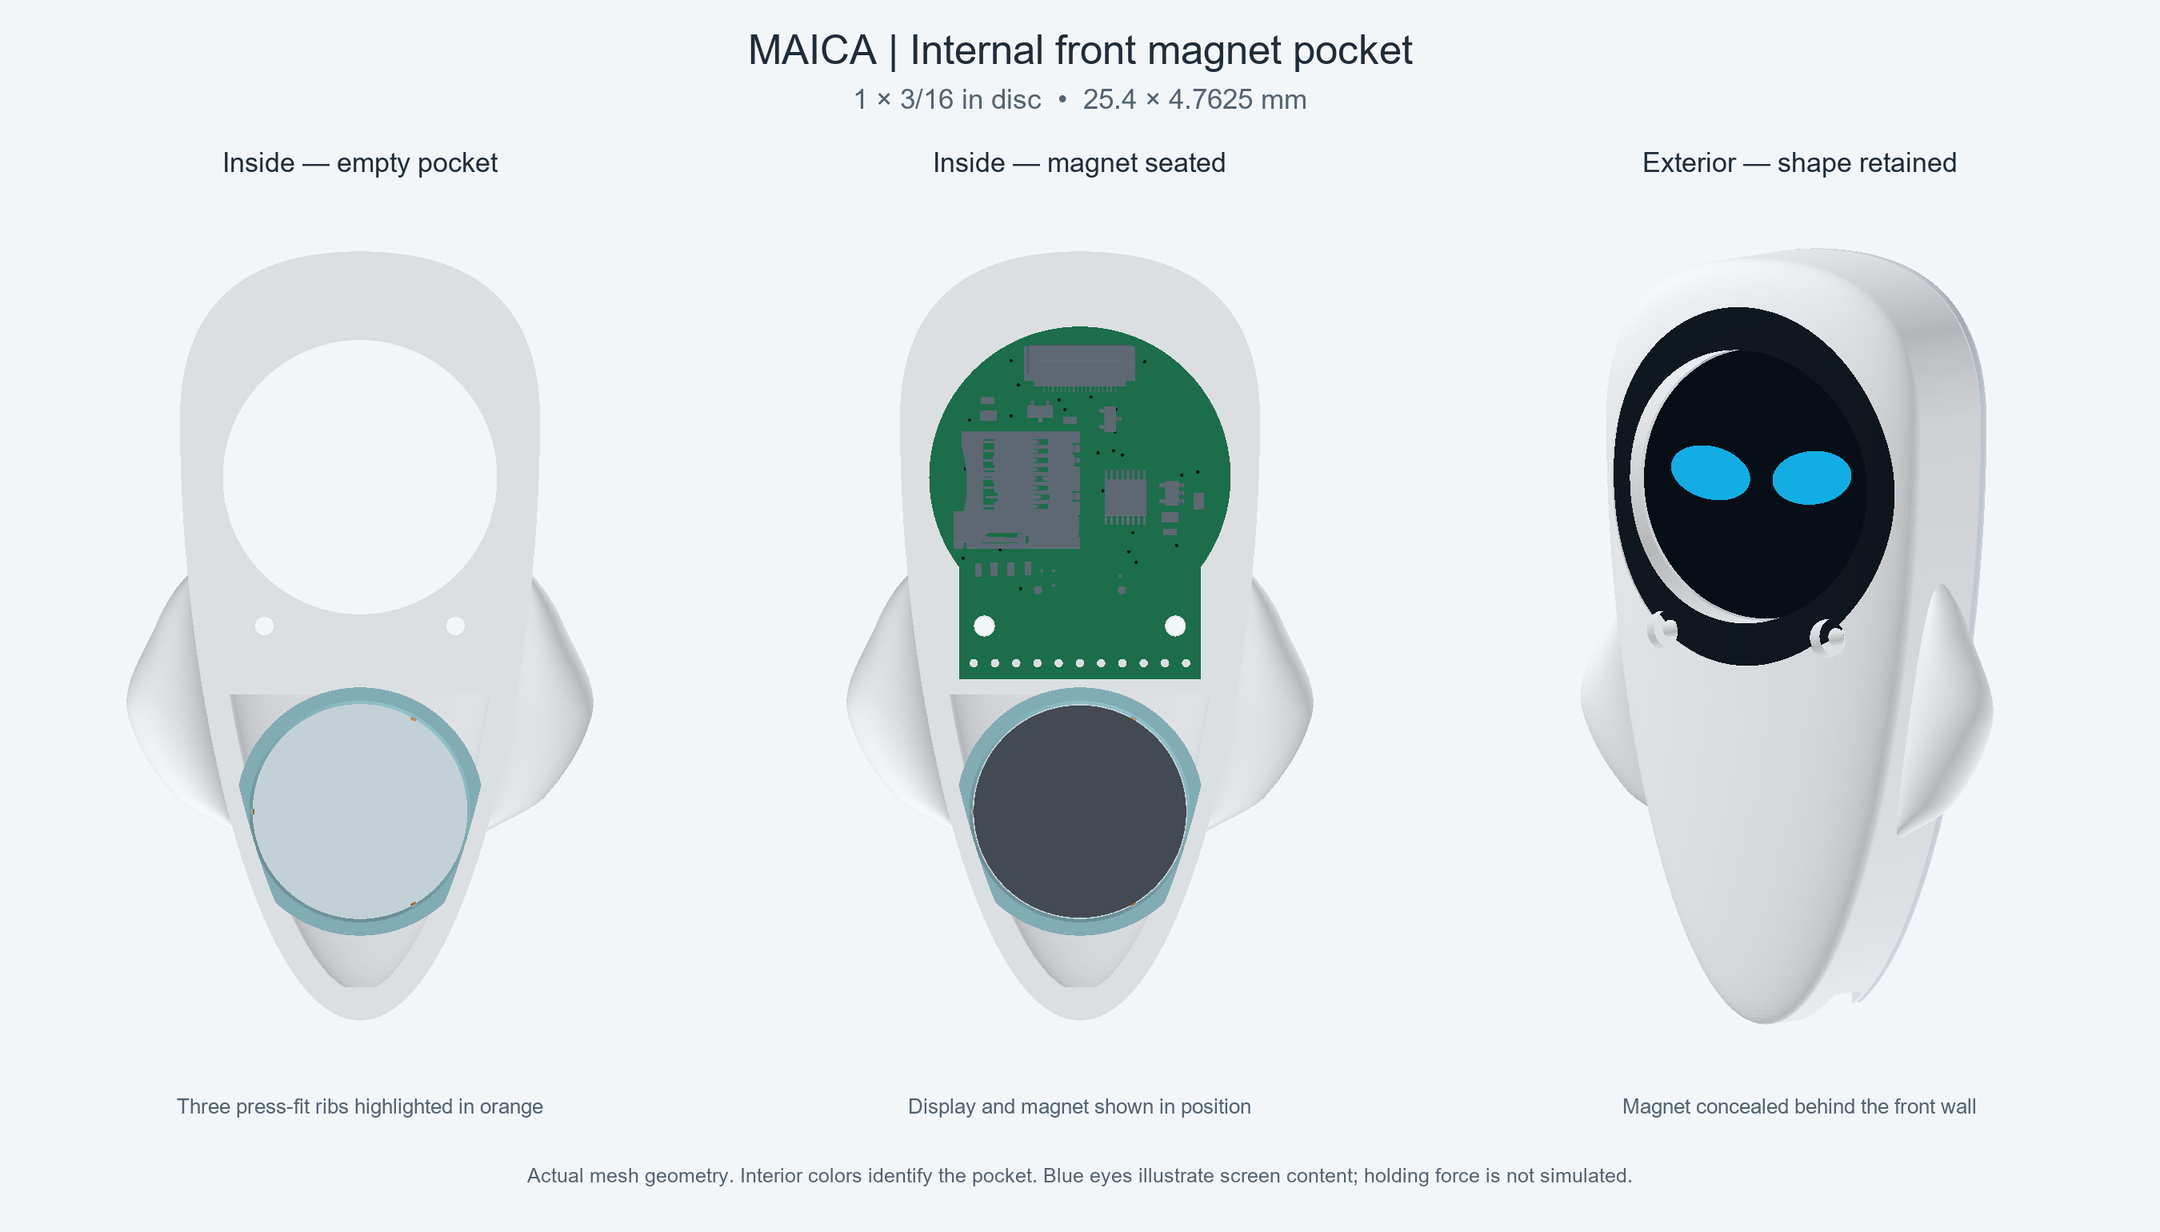 MAICA | Internal front magnet pocket
1 × 3/16 in disc • 25.4 × 4.7625 mm
Inside — empty pocket
Inside — magnet seated
Exterior — shape retained
Three press-fit ribs highlighted in orange
Display and magnet shown in position
Magnet concealed behind the front wall
Actual mesh geometry. Interior colors identify the pocket. Blue eyes illustrate screen content; holding force is not simulated.